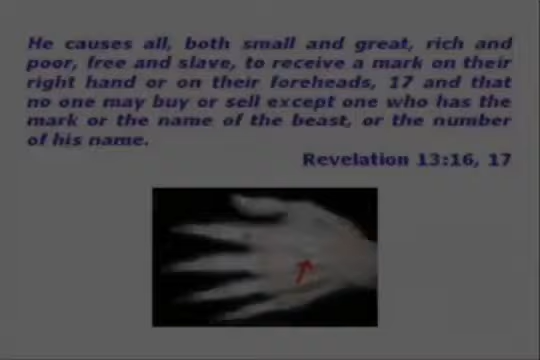 He causes all, both small and great, rich and
poor, free and slave, to receive a mark on their
right hand or on their foreheads, 17 and that
no one may buy or sell except one who has the
mark or the name of the beast, or the number
of his name.
Revelation 13:16, 17